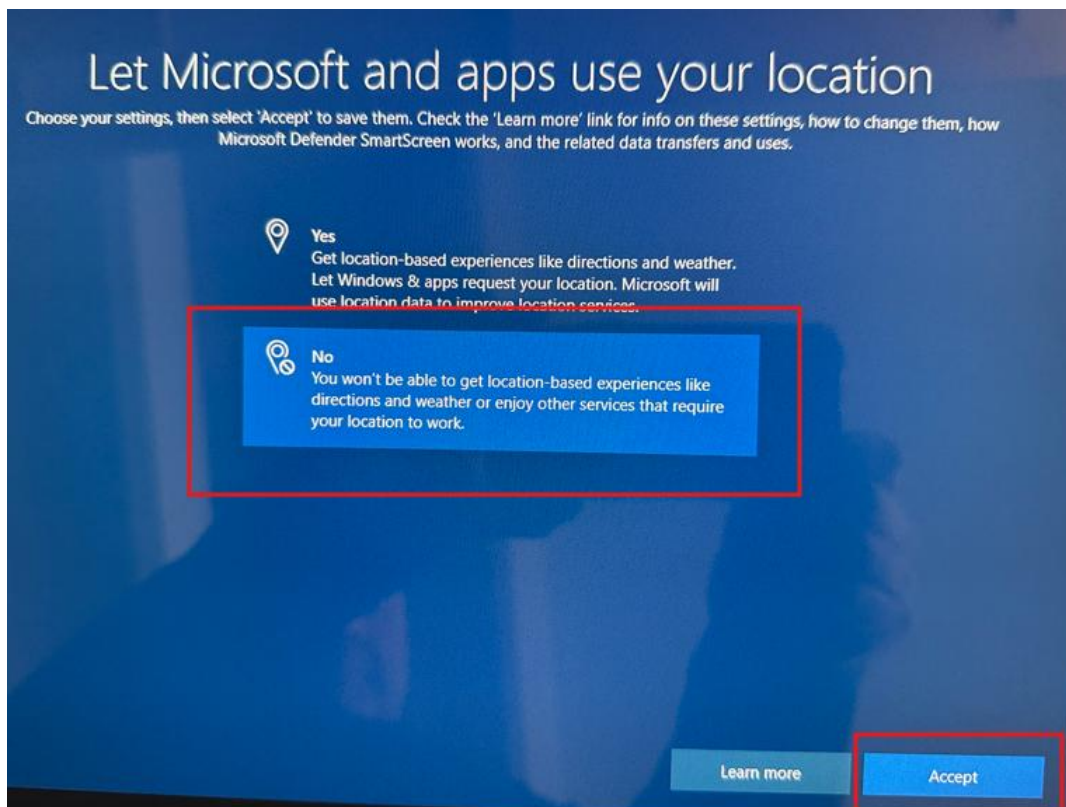 Let Microsoft and apps use your location
Choose your settings, then select 'Accept' to save them. Check the 'Learn more' link for info on these settings, how to change them, how
Microsoft Defender SmartScreen works, and the related data transfers and uses.
Yes
Get location-based experiences like directions and weather.
Let Windows & apps request your location. Microsoft will
use location data to improve location services.
No
You won't be able to get location-based experiences like
directions and weather or enjoy other services that require
your location to work.
Learn more
Accept